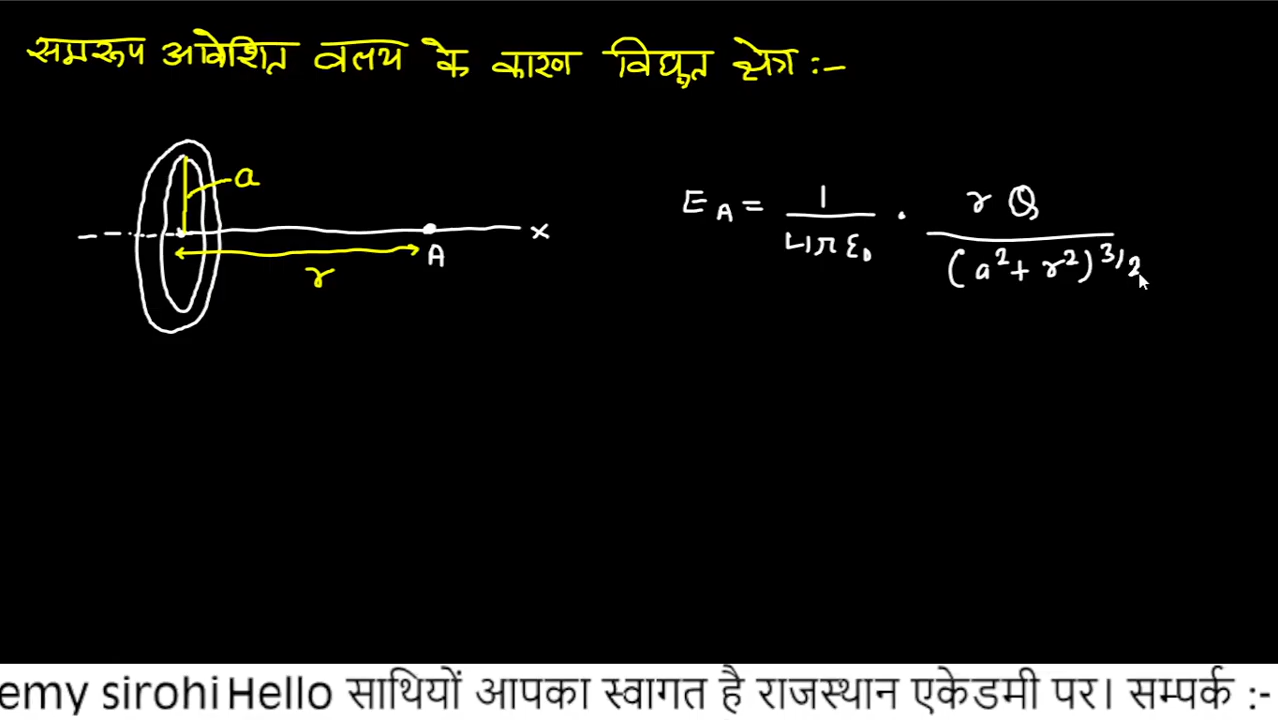 समरूप आवेशित वलय के कारण विद्युत क्षेत्र :-
a
A
x
r
E_A = 1/4πε₀ · rQ/(a² + r²)^3/2
emy sirohi Hello साथियों आपका स्वागत है राजस्थान एकेडमी पर। सम्पर्क :-